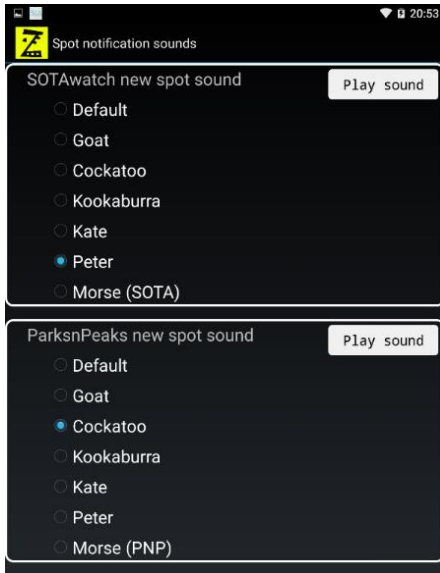 20:53
Spot notification sounds
SOTAwatch new spot sound
Play sound
Default
Goat
Cockatoo
Kookaburra
Kate
Peter
Morse (SOTA)
ParksnPeaks new spot sound
Play sound
Default
Goat
Cockatoo
Kookaburra
Kate
Peter
Morse (PNP)